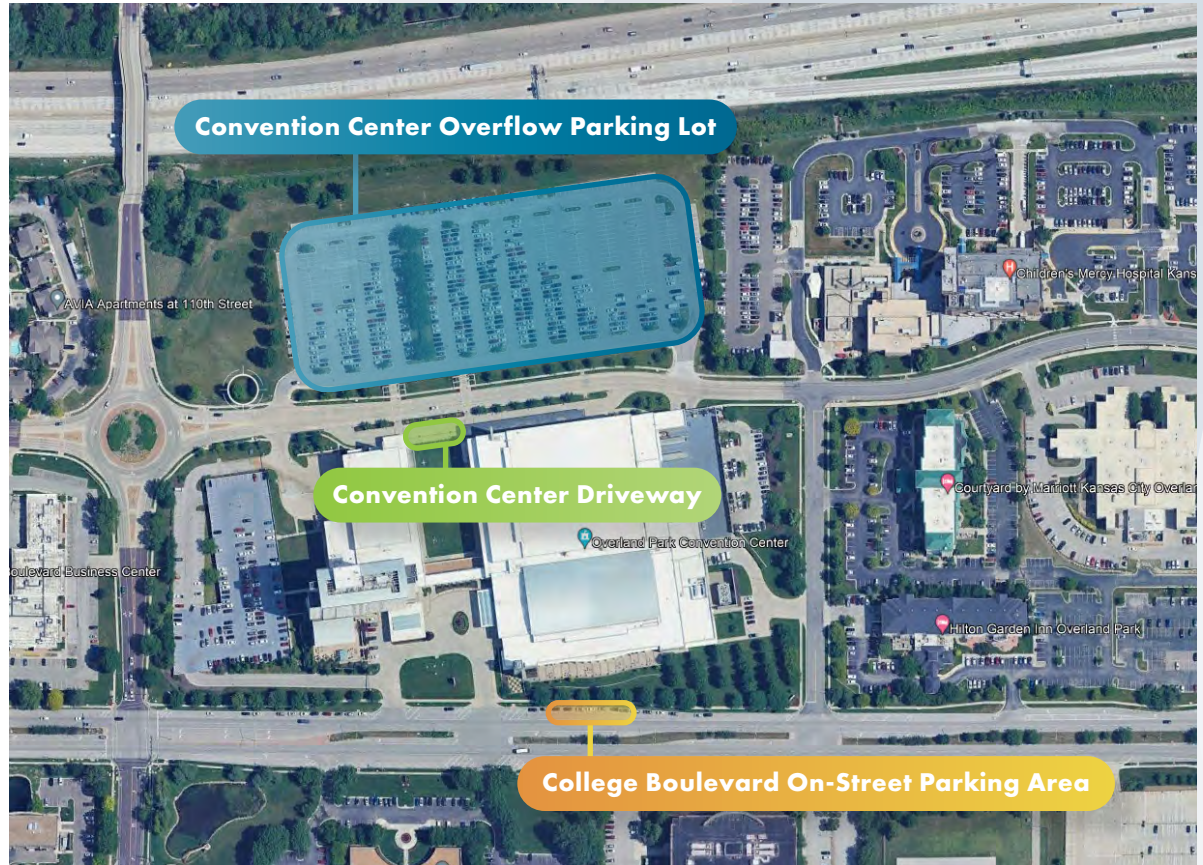 Convention Center Overflow Parking Lot
Children's Mercy Hospital Kans
AVIA Apartments at 110th Street
Convention Center Driveway
Courtyard by Marriott Kansas City Overlan
Overland Park Convention Center
Boulevard Business Center
Hilton Garden Inn Overland Park
College Boulevard On-Street Parking Area